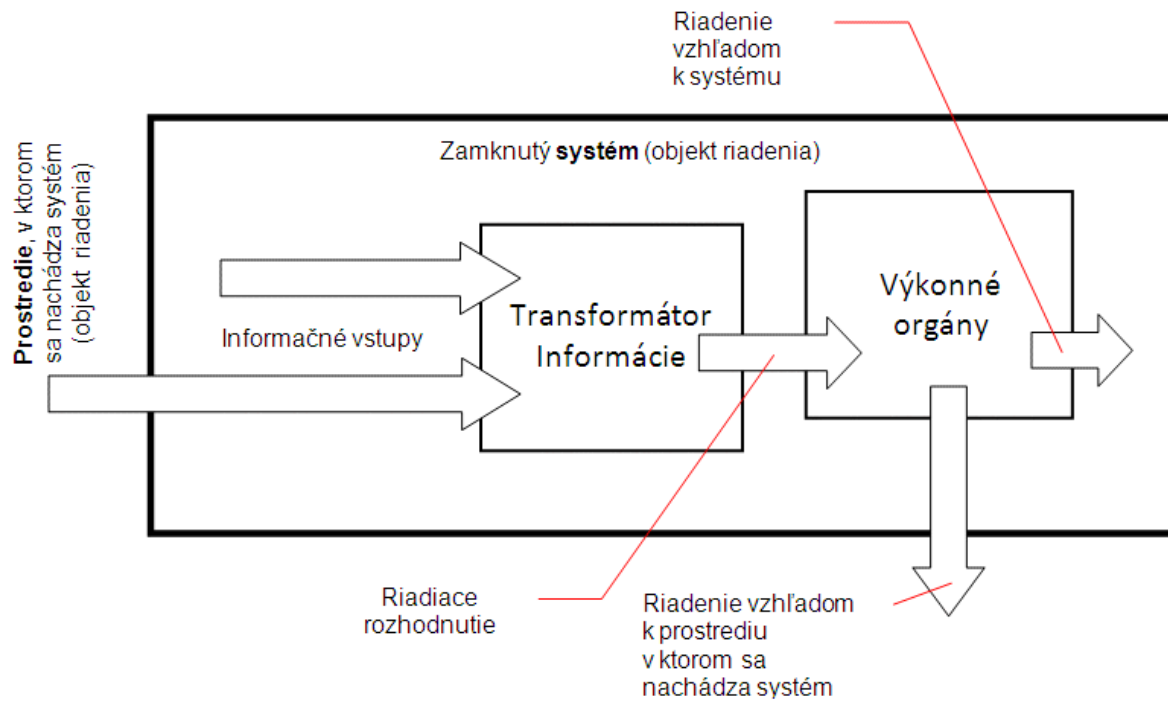 Riadenie
vzhľadom
k systému
Zamknutý systém (objekt riadenia)
Prostredie, v ktorom
sa nachádza systém
(objekt riadenia)
Informačné vstupy
Transformátor
Informácie
Výkonné
orgány
Riadiace
rozhodnutie
Riadenie vzhľadom
k prostrediu
v ktorom sa
nachádza systém